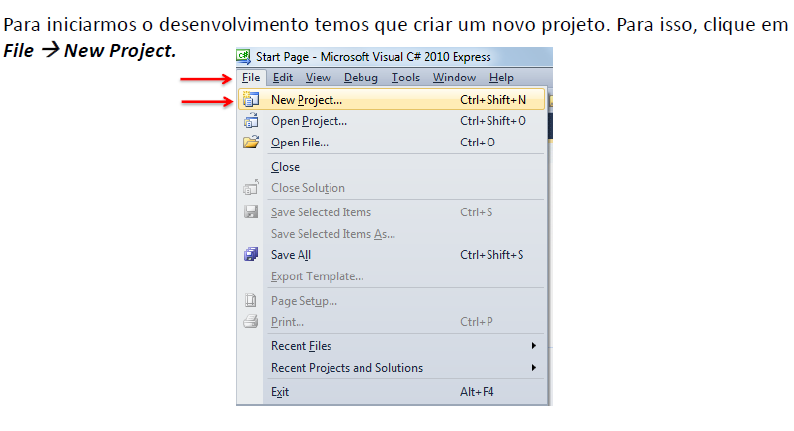 Para iniciarmos o desenvolvimento temos que criar um novo projeto. Para isso, clique em
File → New Project.
Start Page - Microsoft Visual C# 2010 Express
File Edit View Debug Tools Window Help
New Project... Ctrl+Shift+N
Open Project... Ctrl+Shift+O
Open File... Ctrl+O
Close
Close Solution
Save Selected Items Ctrl+S
Save Selected Items As...
Save All Ctrl+Shift+S
Export Template...
Page Setup...
Print... Ctrl+P
Recent Files
Recent Projects and Solutions
Exit Alt+F4